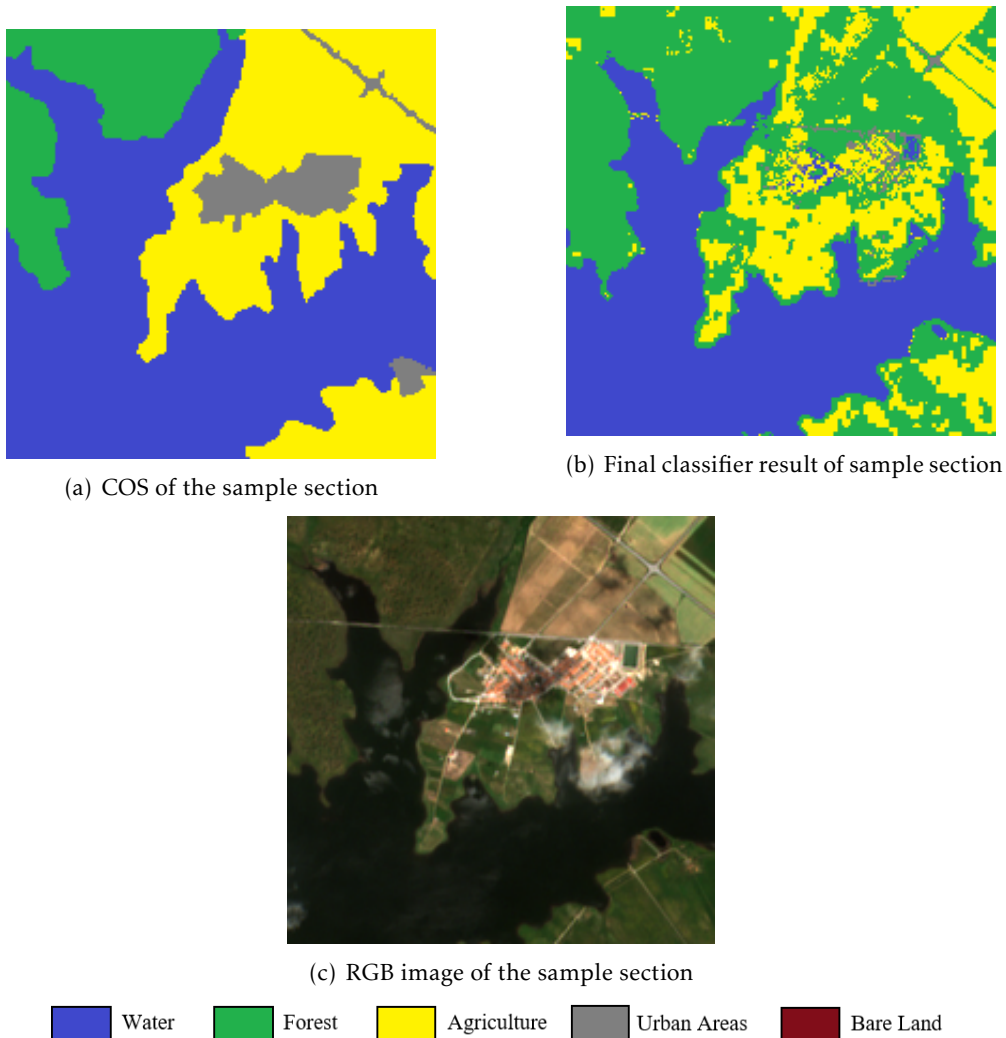 (a) COS of the sample section
(b) Final classifier result of sample section
(c) RGB image of the sample section
Water Forest Agriculture Urban Areas Bare Land